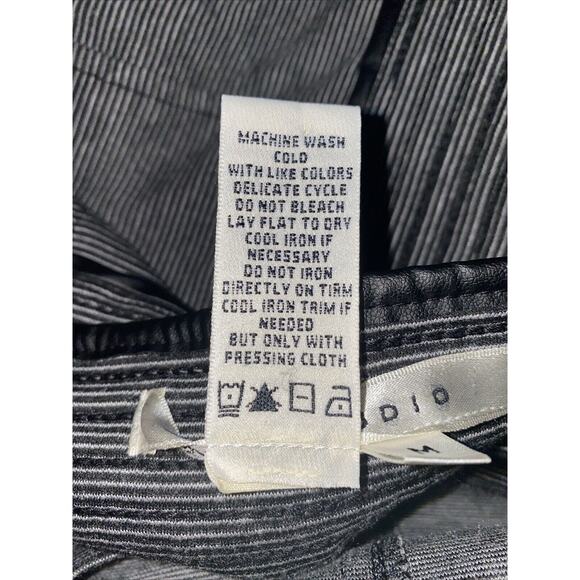 MACHINE WASH
COLD
WITH LIKE COLORS
DELICATE CYCLE
DO NOT BLEACH
LAY FLAT TO DRY
COOL IRON IF
NECESSARY
DO NOT IRON
DIRECTLY ON TIRM
COOL IRON TRIM IF
NEEDED
BUT ONLY WITH
PRESSING CLOTH
DIO
M